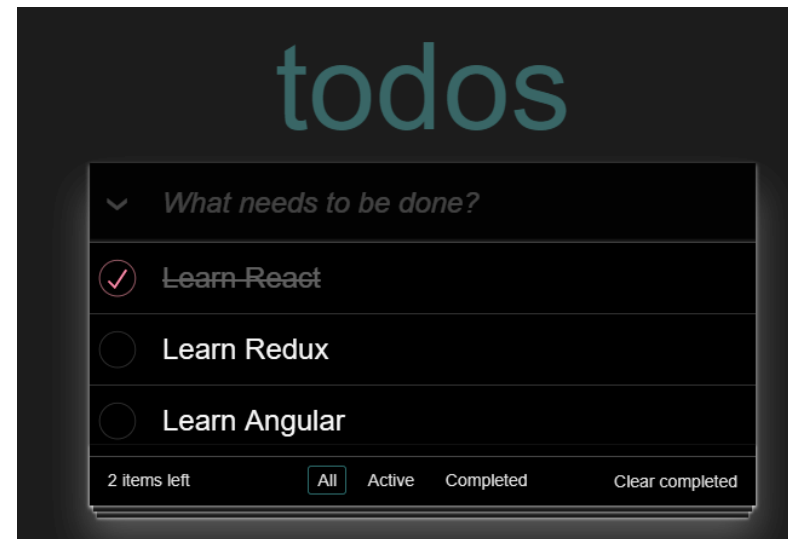 todos
What needs to be done?
Learn React
Learn Redux
Learn Angular
2 items left All Active Completed Clear completed